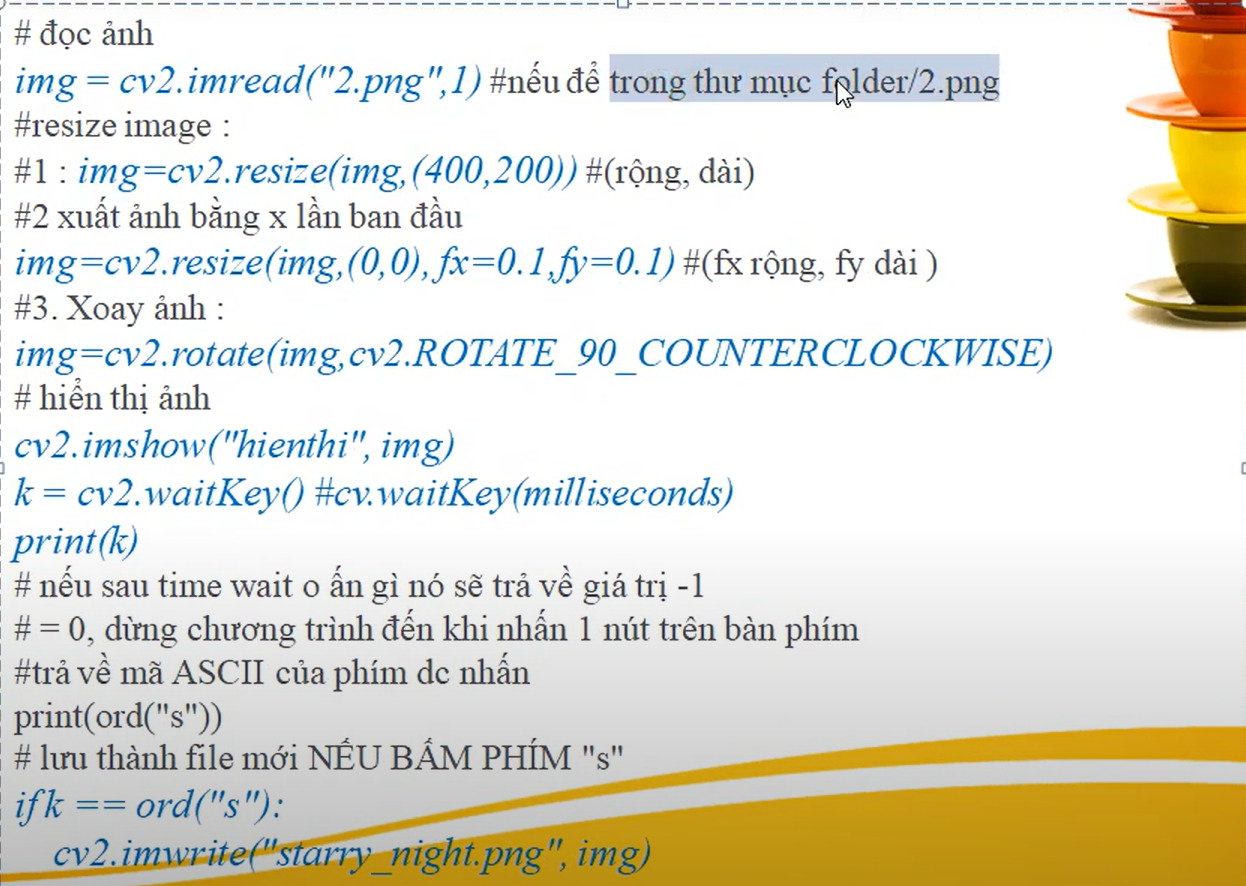 # đọc ảnh
img = cv2.imread("2.png",1) #nếu để trong thư mục folder/2.png
#resize image :
#1 : img=cv2.resize(img,(400,200)) #(rộng, dài)
#2 xuất ảnh bằng x lần ban đầu
img=cv2.resize(img,(0,0), fx=0.1,fy=0.1) #(fx rộng, fy dài )
#3. Xoay ảnh :
img=cv2.rotate(img,cv2.ROTATE_90_COUNTERCLOCKWISE)
# hiển thị ảnh
cv2.imshow("hienthi", img)
k = cv2.waitKey() #cv.waitKey(milliseconds)
print(k)
# nếu sau time wait o ấn gì nó sẽ trả về giá trị -1
# = 0, dừng chương trình đến khi nhấn 1 nút trên bàn phím
#trả về mã ASCII của phím dc nhấn
print(ord("s"))
# lưu thành file mới NẾU BẤM PHÍM "s"
if k == ord("s"):
cv2.imwrite("starry_night.png", img)